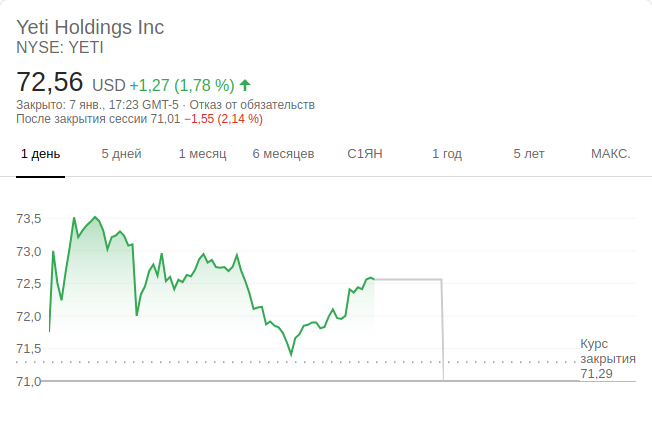 Yeti Holdings Inc
NYSE: YETI
72,56 USD +1,27 (1,78 %)
Закрыто: 7 янв., 17:23 GMT-5 · Отказ от обязательств
После закрытия сессии 71,01 −1,55 (2,14 %)
1 день 5 дней 1 месяц 6 месяцев С1ЯН 1 год 5 лет МАКС.
73,5
73,0
72,5
72,0
71,5
71,0
Курс
закрытия
71,29